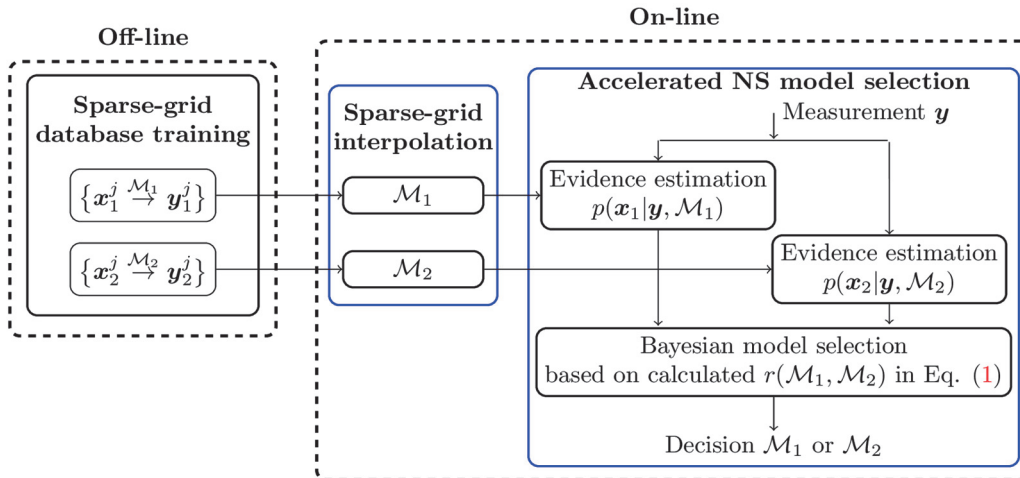 Off-line
On-line
Sparse-grid
database training
{𝒙₁ʲ →^ℳ₁ 𝒚₁ʲ}
{𝒙₂ʲ →^ℳ₂ 𝒚₂ʲ}
Sparse-grid
interpolation
ℳ₁
ℳ₂
Accelerated NS model selection
Measurement 𝒚
Evidence estimation
p(𝒙₁|𝒚, ℳ₁)
Evidence estimation
p(𝒙₂|𝒚, ℳ₂)
Bayesian model selection
based on calculated r(ℳ₁, ℳ₂) in Eq. (1)
Decision ℳ₁ or ℳ₂